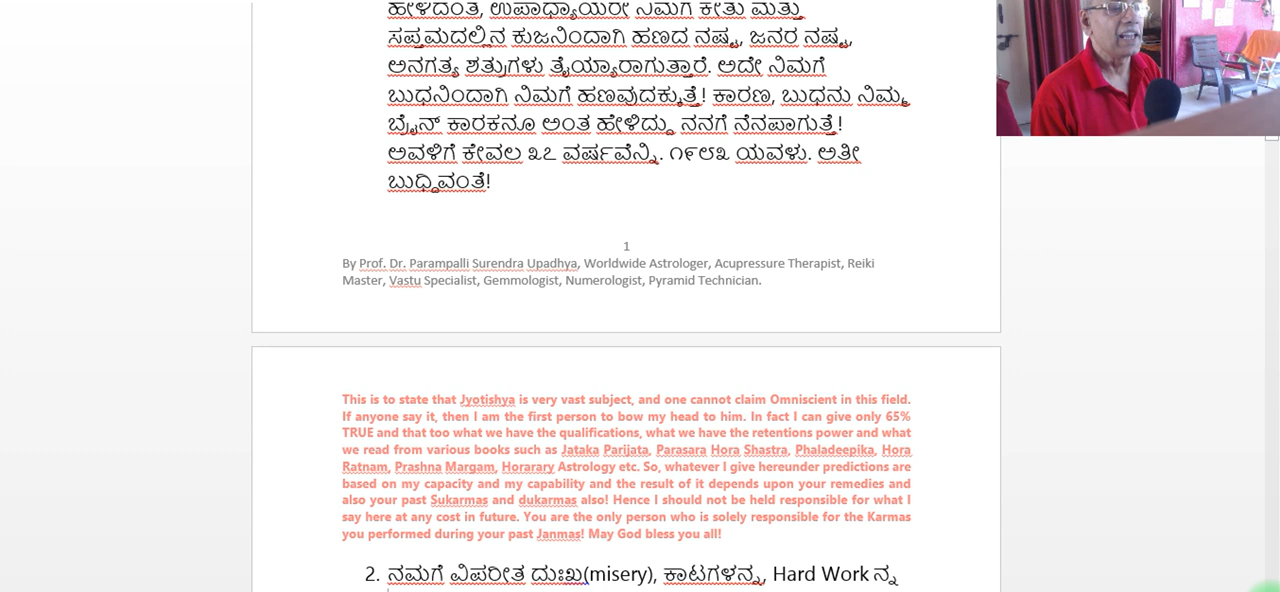 ಹೇಳಿದಂತೆ, ಉಪಾಧ್ಯಾಯರೇ ನಿಮಗೆ ಕೇತು ಮತ್ತು
ಸಪ್ತಮದಲ್ಲಿನ ಕುಜನಿಂದಾಗಿ ಹಣದ ನಷ್ಟ, ಜನರ ನಷ್ಟ,
ಅನಗತ್ಯ ಶತ್ರುಗಳು ತೈಯ್ಯಾರಾಗುತ್ತಾರೆ. ಅದೇ ನಿಮಗೆ
ಬುಧನಿಂದಾಗಿ ನಿಮಗೆ ಹಣವುದಕ್ಕುತ್ತೆ! ಕಾರಣ, ಬುಧನು ನಿಮ್ಮ
ಬ್ರೈನ್ ಕಾರಕನೂ ಅಂತ ಹೇಳಿದ್ದು ನನಗೆ ನೆನಪಾಗುತ್ತೆ!
ಅವಳಿಗೆ ಕೇವಲ ೩೭ ವರ್ಷವೆನ್ನಿ. ೧೯೮೩ ಯವಳು. ಅತೀ
ಬುಧ್ದಿವಂತೆ!
1
By Prof. Dr. Parampalli Surendra Upadhya, Worldwide Astrologer, Acupressure Therapist, Reiki
Master, Vastu Specialist, Gemmologist, Numerologist, Pyramid Technician.
This is to state that Jyotishya is very vast subject, and one cannot claim Omniscient in this field.
If anyone say it, then I am the first person to bow my head to him. In fact I can give only 65%
TRUE and that too what we have the qualifications, what we have the retentions power and what
we read from various books such as Jataka Parijata, Parasara Hora Shastra, Phaladeepika, Hora
Ratnam, Prashna Margam, Horarary Astrology etc. So, whatever I give hereunder predictions are
based on my capacity and my capability and the result of it depends upon your remedies and
also your past Sukarmas and dukarmas also! Hence I should not be held responsible for what I
say here at any cost in future. You are the only person who is solely responsible for the Karmas
you performed during your past Janmas! May God bless you all!
2. ನಮಗೆ ವಿಪರೀತ ದುಃಖ(misery), ಕಾಟಗಳನ್ನ, Hard Work ನ್ನ